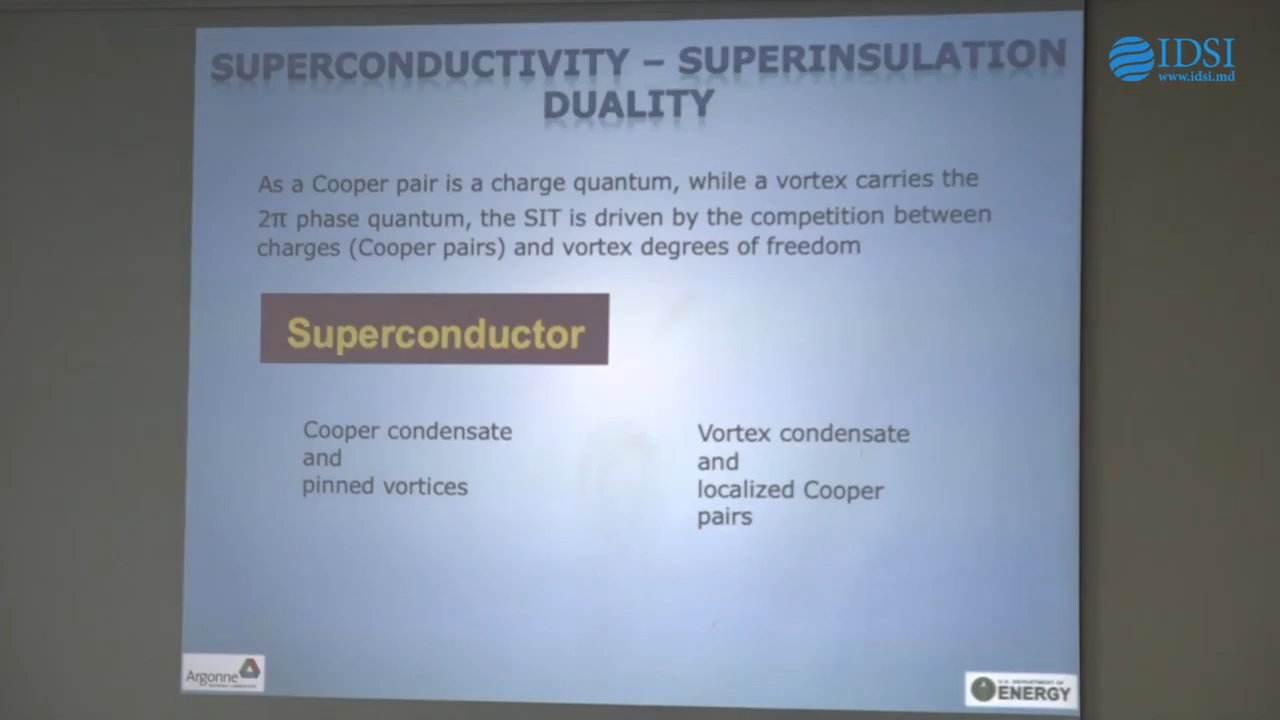 SUPERCONDUCTIVITY – SUPERINSULATION
DUALITY
IDSI
www.idsi.md
As a Cooper pair is a charge quantum, while a vortex carries the
2π phase quantum, the SIT is driven by the competition between
charges (Cooper pairs) and vortex degrees of freedom
Superconductor
Cooper condensate
and
pinned vortices
Vortex condensate
and
localized Cooper
pairs
Argonne
U.S. DEPARTMENT OF
ENERGY